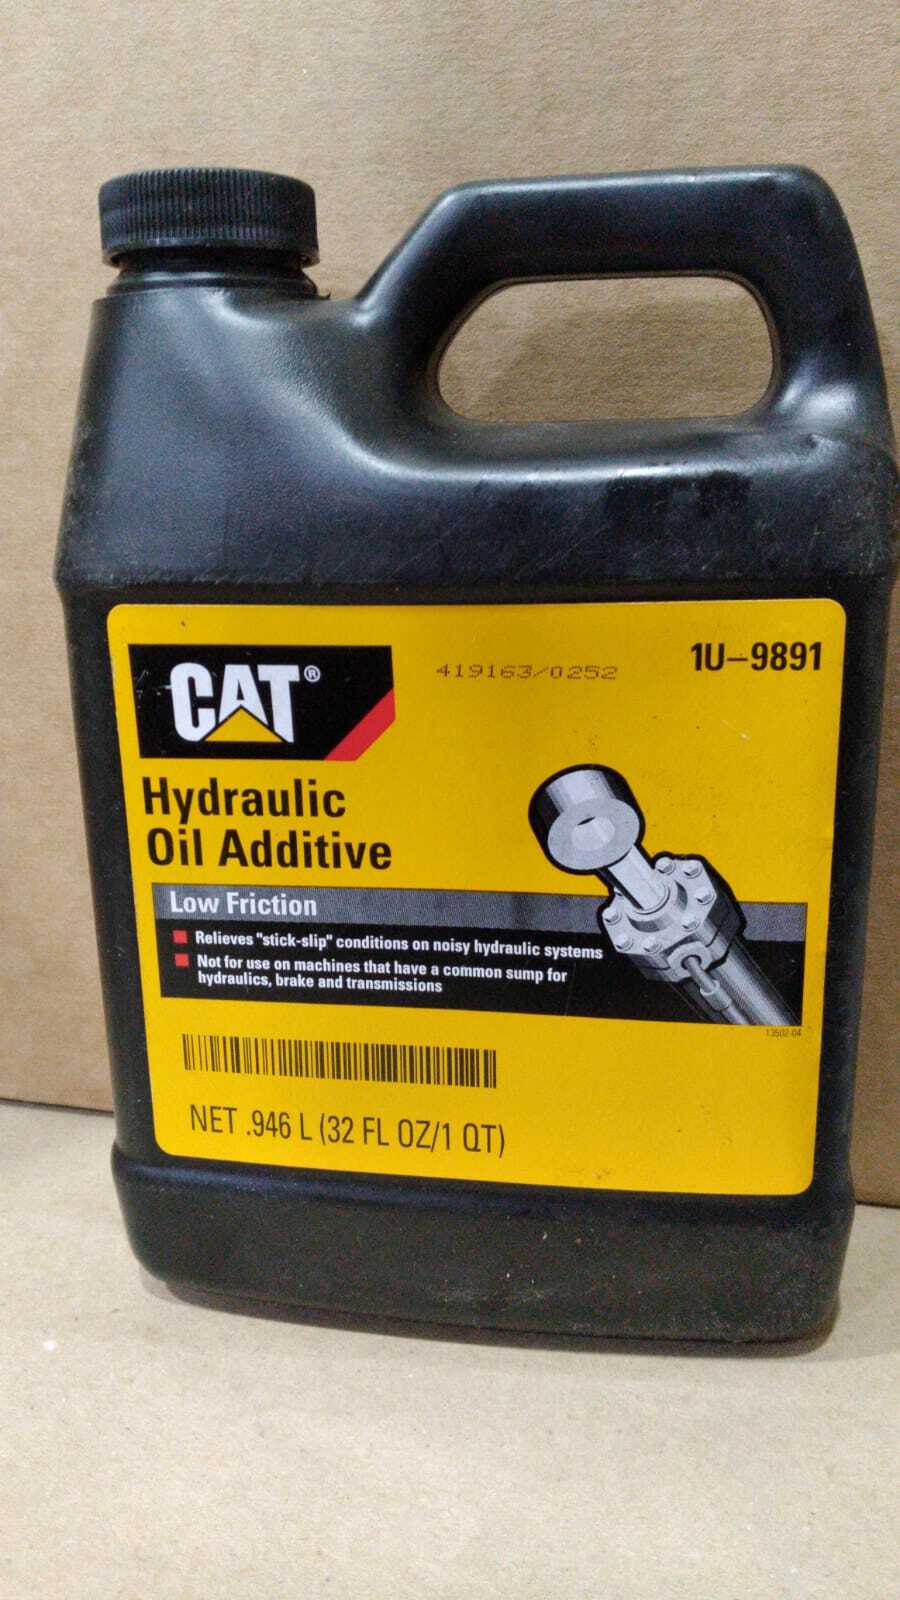 CAT®
419163/0252
1U-9891
Hydraulic
Oil Additive
Low Friction
Relieves "stick-slip" conditions on noisy hydraulic systems
Not for use on machines that have a common sump for
hydraulics, brake and transmissions
13502-04
NET .946 L (32 FL OZ/1 QT)